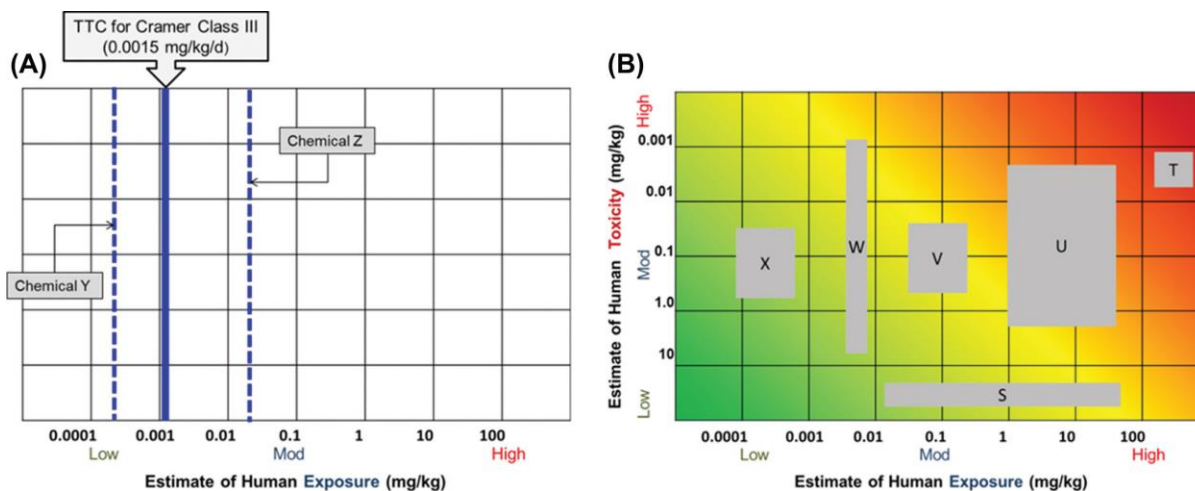 TTC for Cramer Class III
(0.0015 mg/kg/d)
(A)
Chemical Z
Chemical Y
0.0001 0.001 0.01 0.1 1 10 100
Low Mod High
Estimate of Human Exposure (mg/kg)
(B)
Estimate of Human Toxicity (mg/kg)
High
Mod
Low
0.001
0.01
0.1
1.0
10
T
U
V
W
X
S
0.0001 0.001 0.01 0.1 1 10 100
Low Mod High
Estimate of Human Exposure (mg/kg)